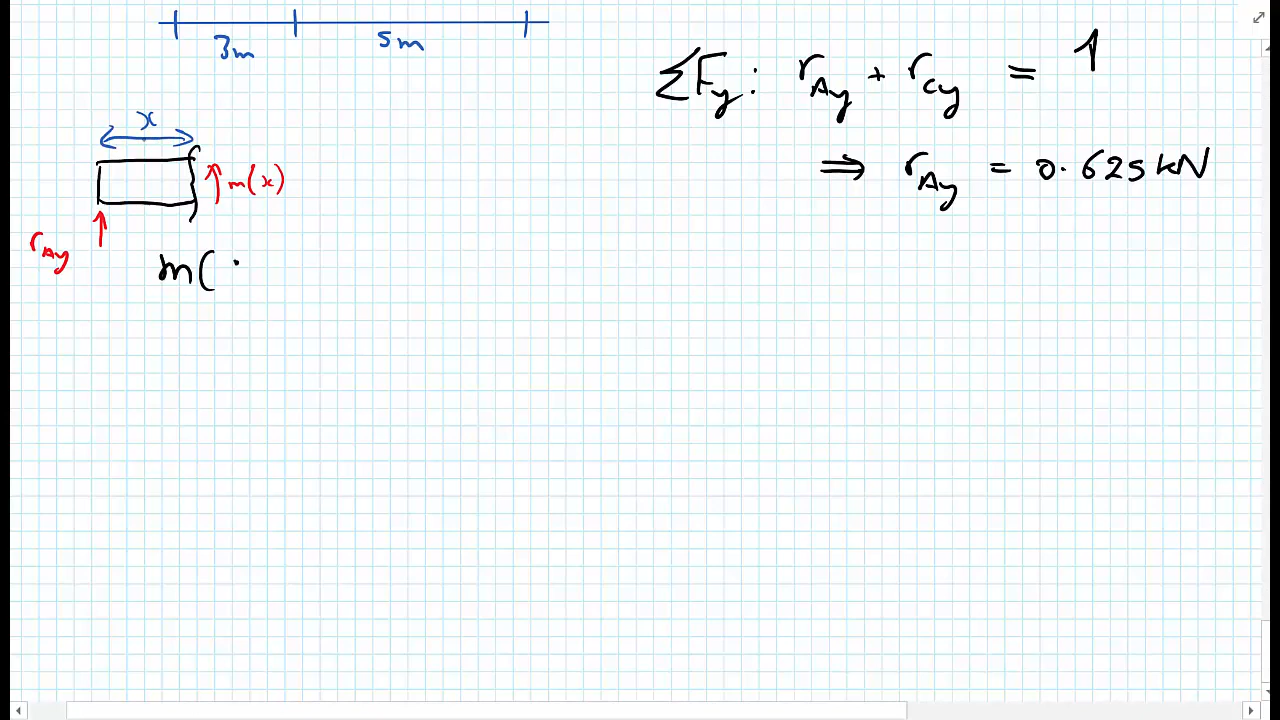 3m 5m
ΣFy: rAy + rCy = 1
⇒ rAy = 0.625 kN
x
m(x)
rAy
m(